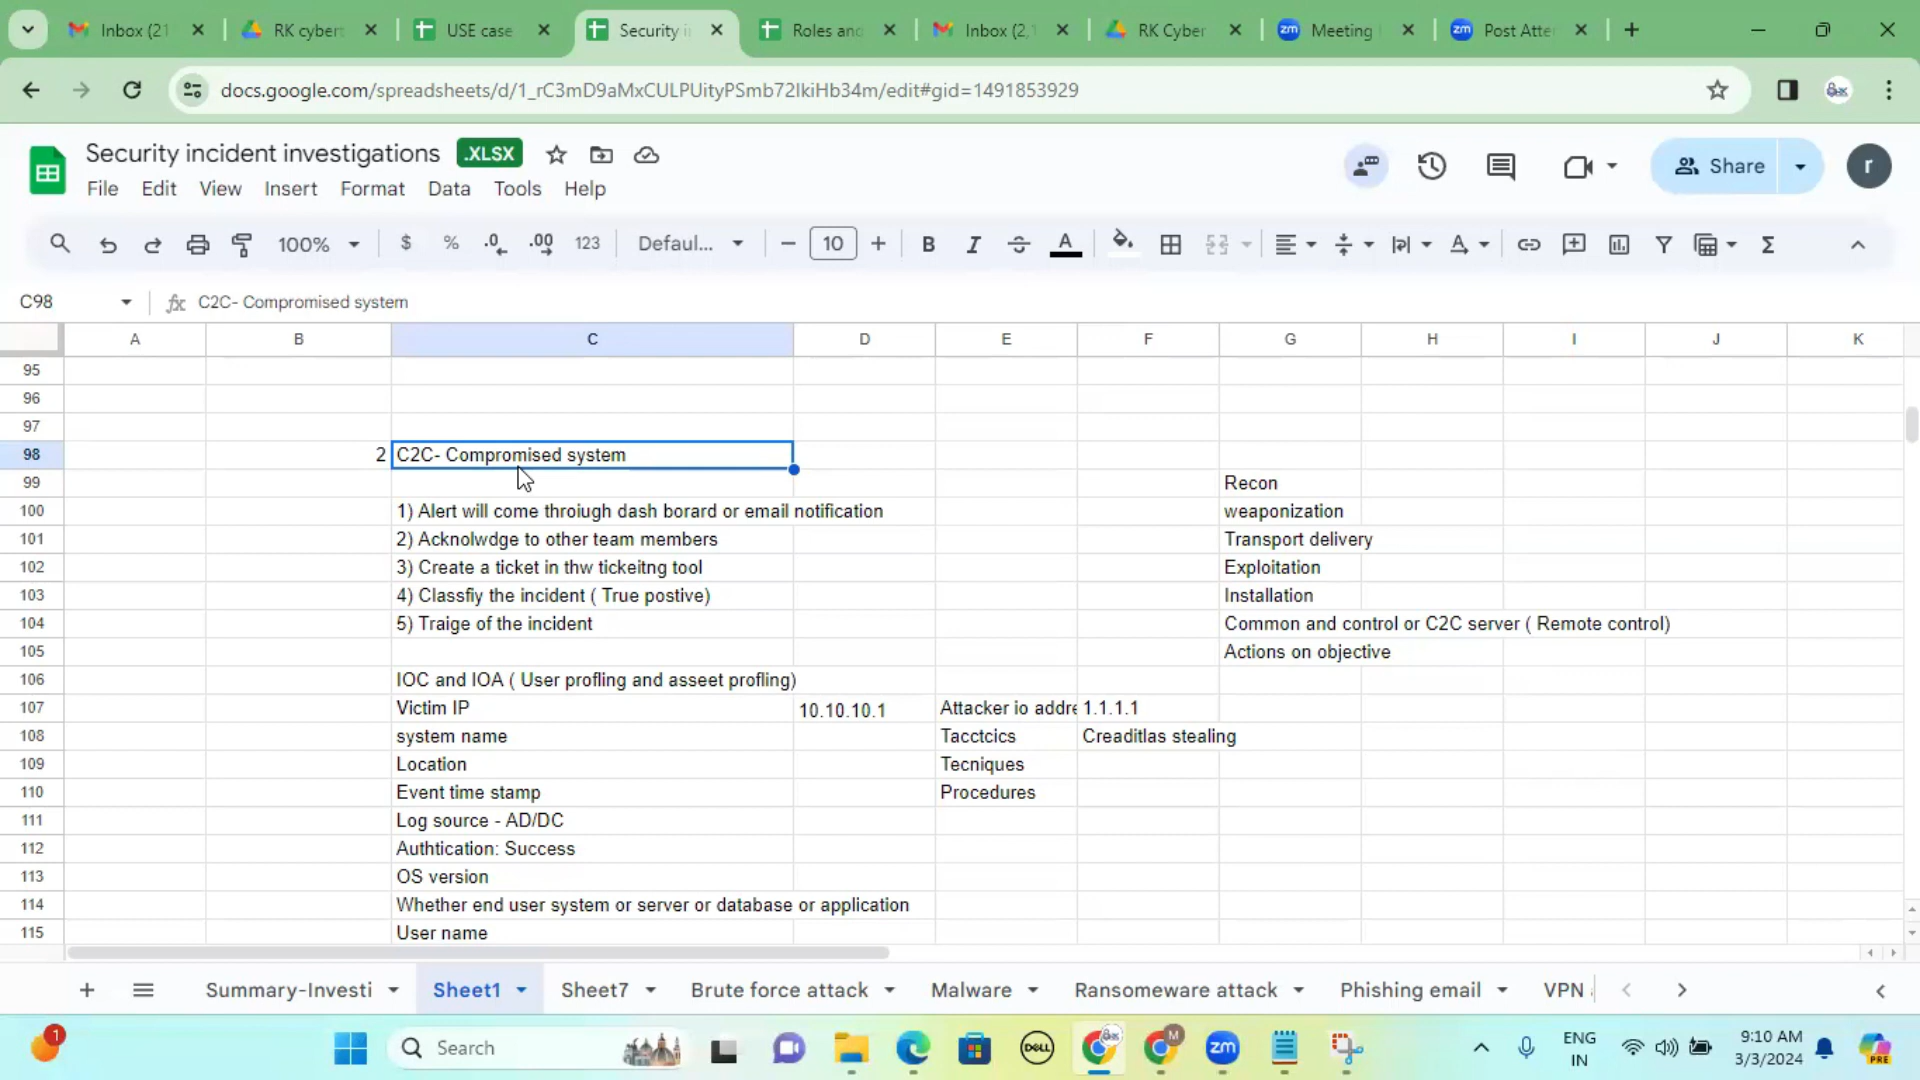 Inbox (21
RK cyber
USE case
Security i
Roles and
Inbox (2,1
RK Cyber
zm Meeting
zm Post Atte
docs.google.com/spreadsheets/d/1_rC3mD9aMxCULPUityPSmb72IkiHb34m/edit#gid=1491853929
Security incident investigations .XLSX
File Edit View Insert Format Data Tools Help
Share
r
100% $ % .0 .00 123 Defaul... 10 B I A
C98 fx C2C- Compromised system
A B C D E F G H I J K
95
96
97
98 2 C2C- Compromised system
99 Recon
100 1) Alert will come throiugh dash borard or email notification weaponization
101 2) Acknolwdge to other team members Transport delivery
102 3) Create a ticket in thw tickeitng tool Exploitation
103 4) Classfiy the incident ( True postive) Installation
104 5) Traige of the incident Common and control or C2C server ( Remote control)
105 Actions on objective
106 IOC and IOA ( User profling and asseet profling)
107 Victim IP 10.10.10.1 Attacker io addre 1.1.1.1
108 system name Tacctcics Creaditlas stealing
109 Location Tecniques
110 Event time stamp Procedures
111 Log source - AD/DC
112 Authtication: Success
113 OS version
114 Whether end user system or server or database or application
115 User name
Summary-Investi Sheet1 Sheet7 Brute force attack Malware Ransomeware attack Phishing email VPN
1
Search
DELL
M
zm
ENG
IN
9:10 AM
3/3/2024
PRE